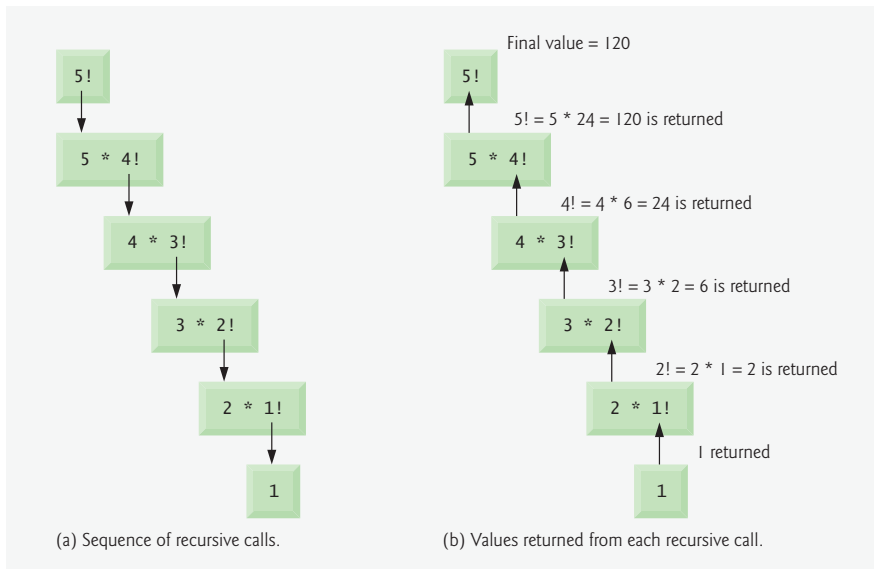 5!
5 * 4!
4 * 3!
3 * 2!
2 * 1!
1
(a) Sequence of recursive calls.
Final value = 120
5!
5! = 5 * 24 = 120 is returned
5 * 4!
4! = 4 * 6 = 24 is returned
4 * 3!
3! = 3 * 2 = 6 is returned
3 * 2!
2! = 2 * 1 = 2 is returned
2 * 1!
1 returned
1
(b) Values returned from each recursive call.